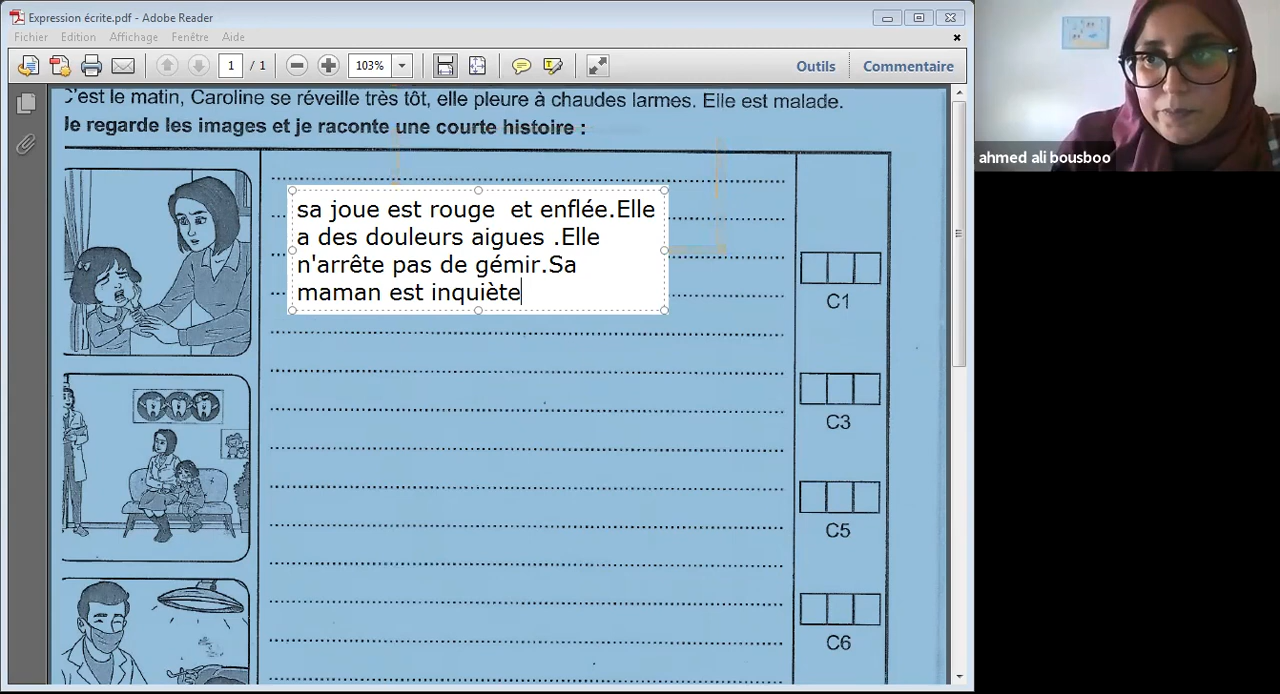 Expression écrite.pdf - Adobe Reader
Fichier Edition Affichage Fenêtre Aide
1 / 1 103% Outils Commentaire
C'est le matin, Caroline se réveille très tôt, elle pleure à chaudes larmes. Elle est malade.
Je regarde les images et je raconte une courte histoire :
sa joue est rouge et enflée.Elle
a des douleurs aigues .Elle
n'arrête pas de gémir.Sa
maman est inquiète
C1
C3
C5
C6
ahmed ali bousboo